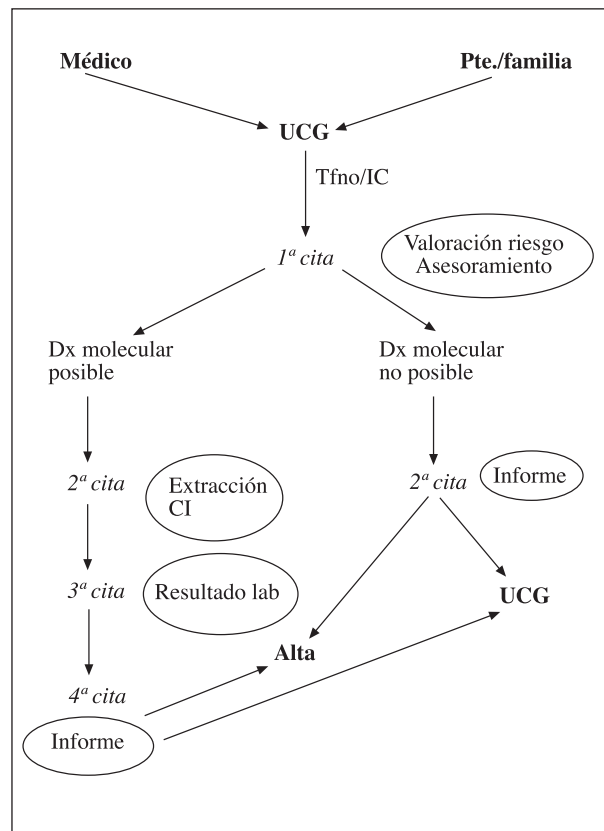 Médico
Pte./familia
UCG
Tfno/IC
1ª cita
Valoración riesgo
Asesoramiento
Dx molecular
posible
Dx molecular
no posible
2ª cita
Extracción
CI
2ª cita
Informe
3ª cita
Resultado lab
UCG
Alta
4ª cita
Informe